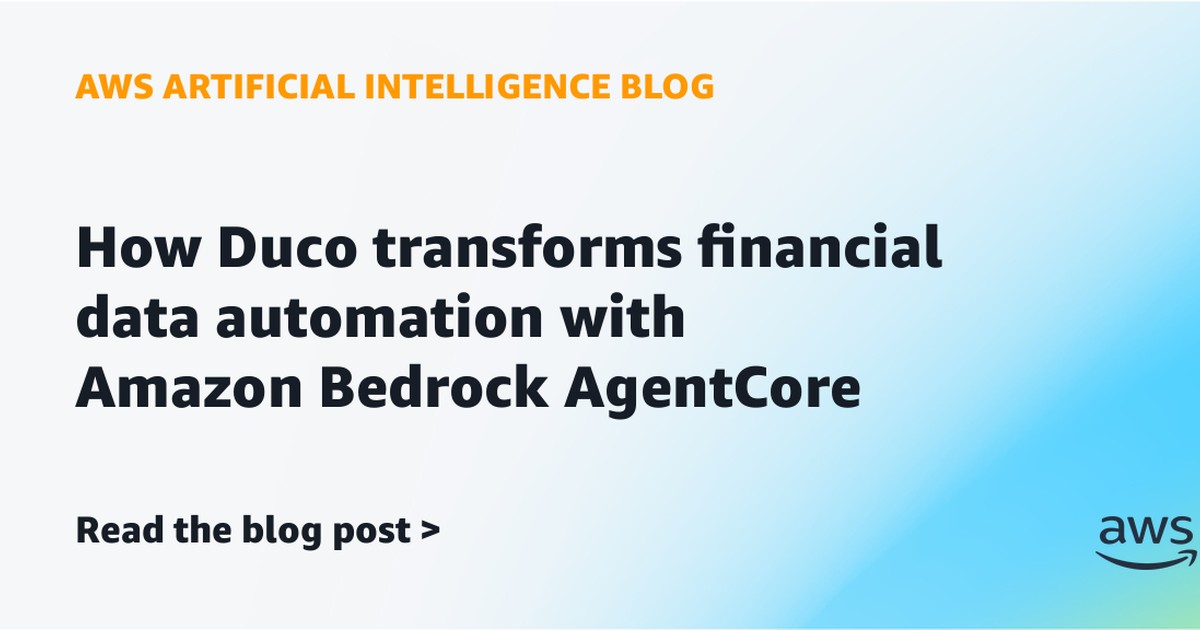 AWS ARTIFICIAL INTELLIGENCE BLOG
How Duco transforms financial
data automation with
Amazon Bedrock AgentCore
Read the blog post >
aws